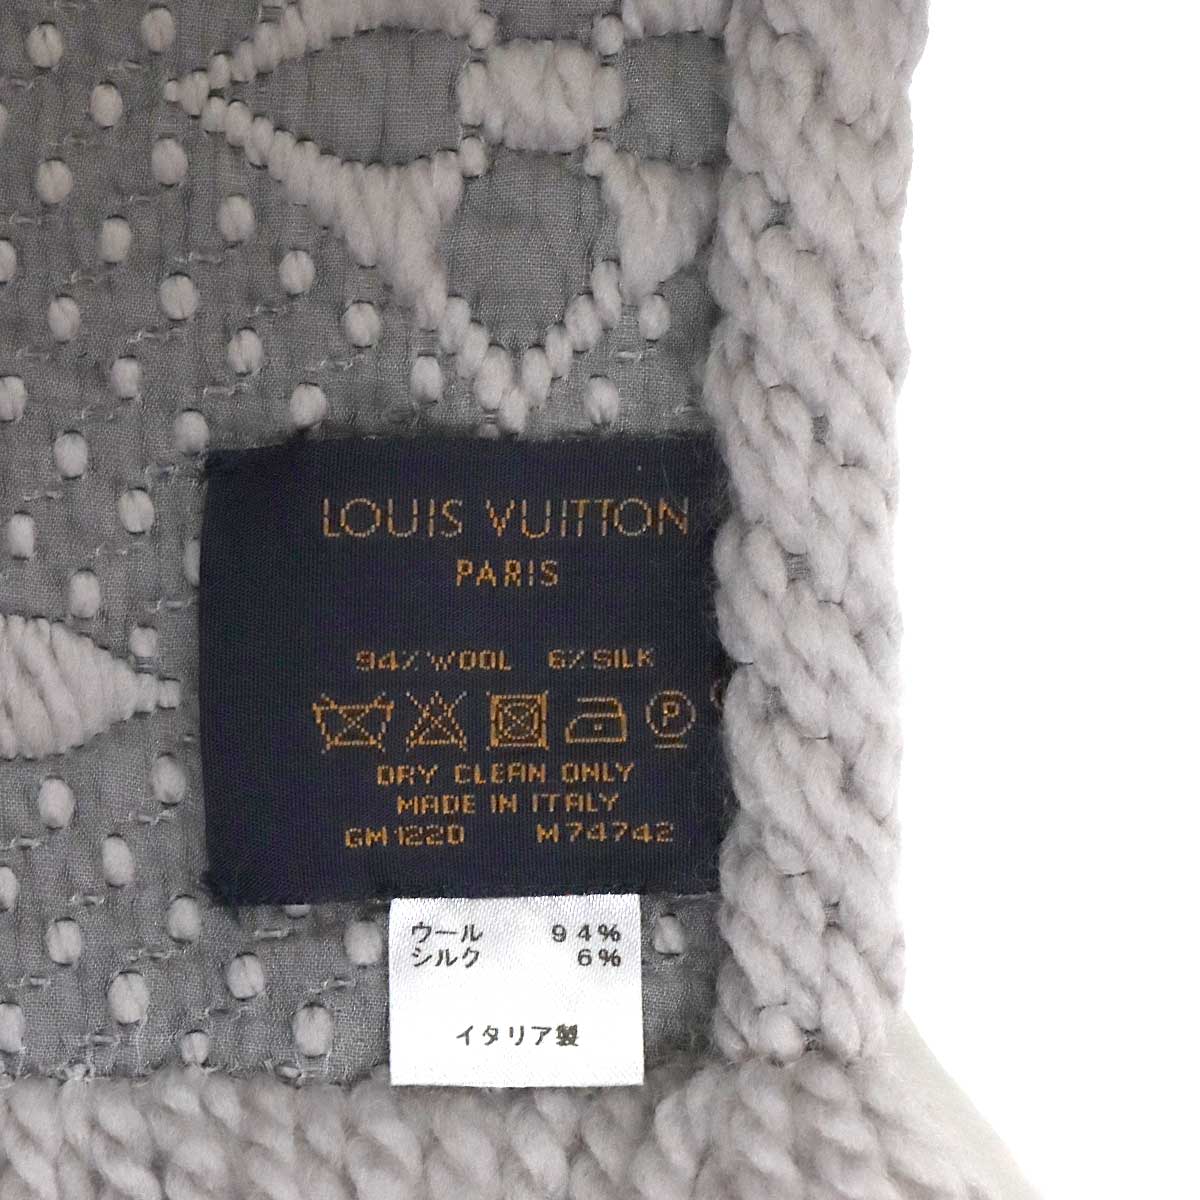 LOUIS VUITTON
PARIS
94% WOOL 6% SILK
P
DRY CLEAN ONLY
MADE IN ITALY
GM1220 M74742
ウール 94%
シルク 6%
イタリア製